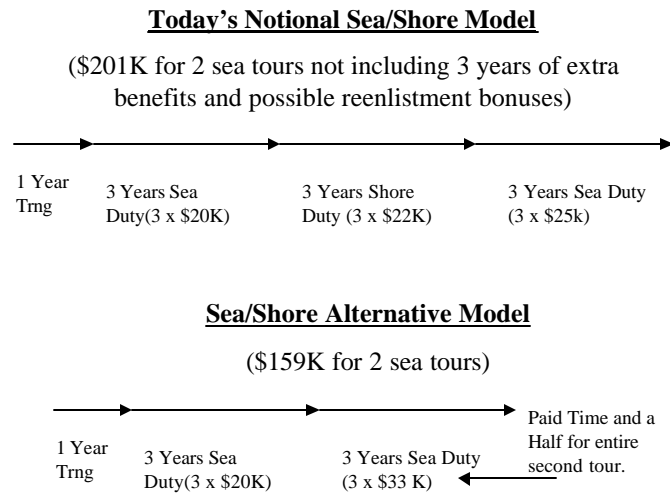 Today's Notional Sea/Shore Model
($201K for 2 sea tours not including 3 years of extra
benefits and possible reenlistment bonuses)
1 Year
Trng
3 Years Sea
Duty(3 x $20K)
3 Years Shore
Duty (3 x $22K)
3 Years Sea Duty
(3 x $25k)
Sea/Shore Alternative Model
($159K for 2 sea tours)
1 Year
Trng
3 Years Sea
Duty(3 x $20K)
3 Years Sea Duty
(3 x $33 K)
Paid Time and a
Half for entire
second tour.